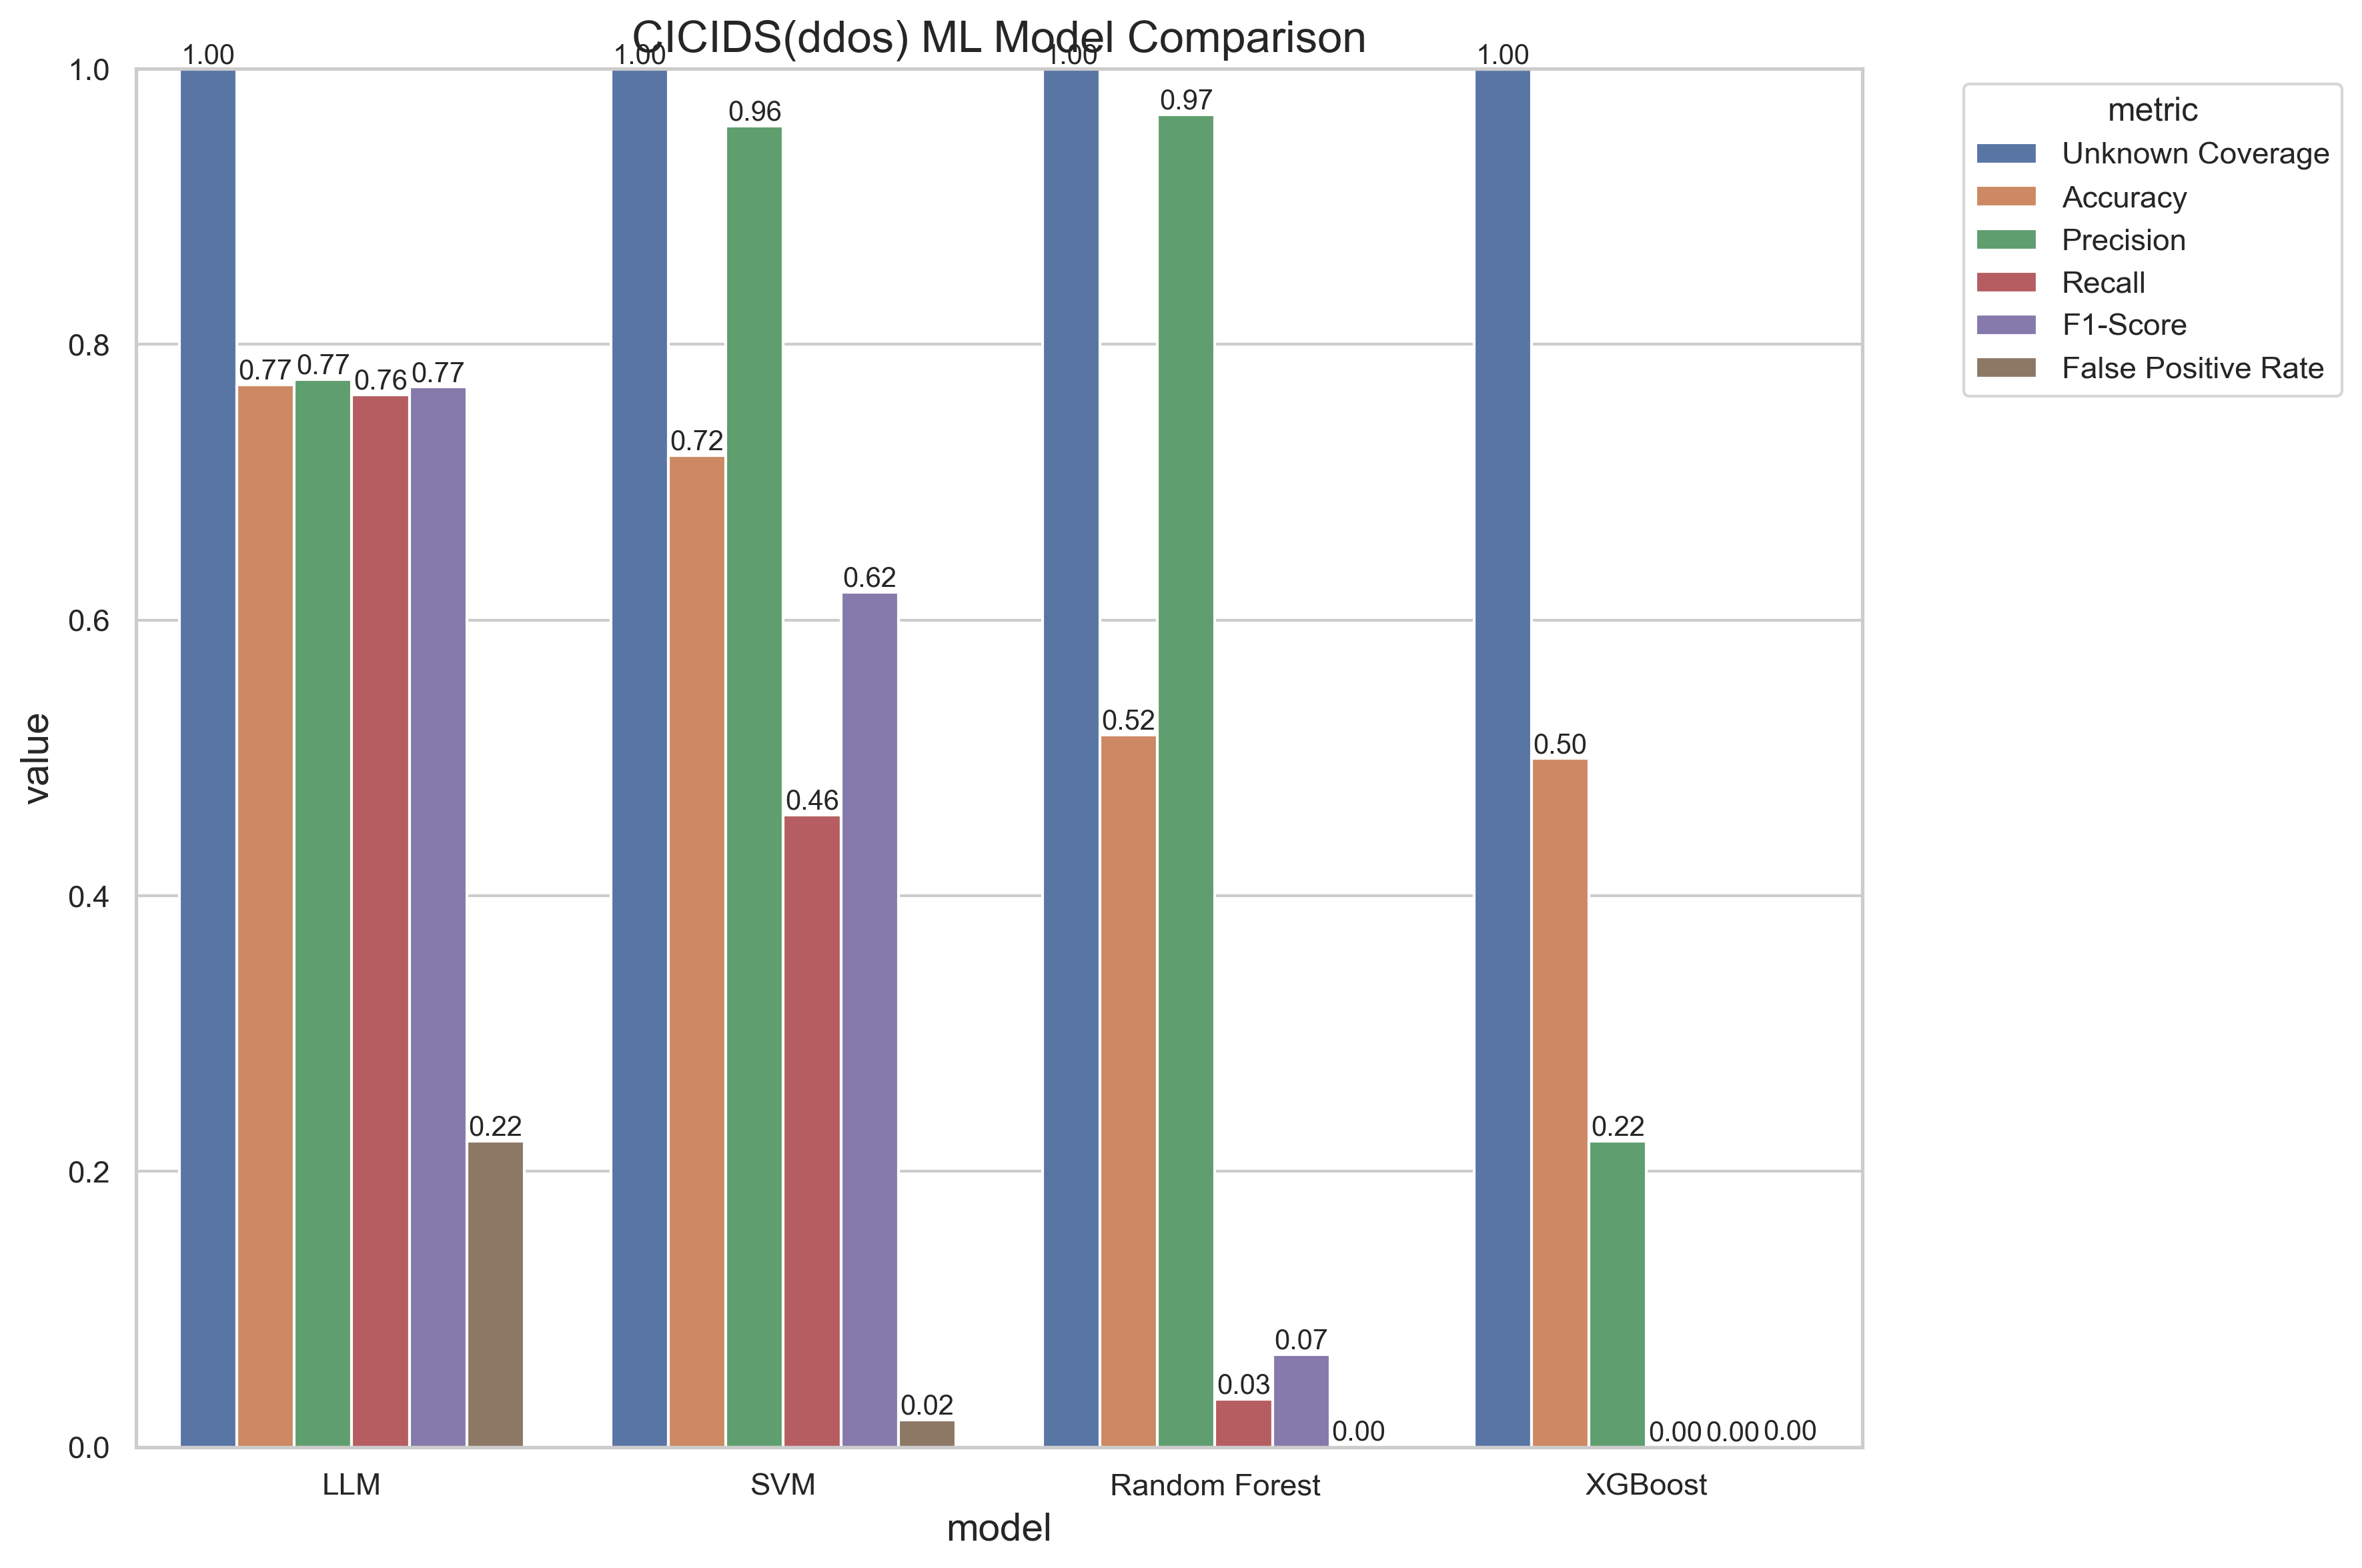 CICIDS(ddos) ML Model Comparison
1.00 1.00 1.00 1.00
metric
Unknown Coverage
Accuracy
Precision
Recall
F1-Score
False Positive Rate
value
1.0
0.8
0.6
0.4
0.2
0.0
0.77 0.77 0.76 0.77 0.22
0.72 0.96 0.46 0.62 0.02
0.52 0.97 0.03 0.07 0.00
0.50 0.22 0.00 0.00 0.00
LLM SVM Random Forest XGBoost
model